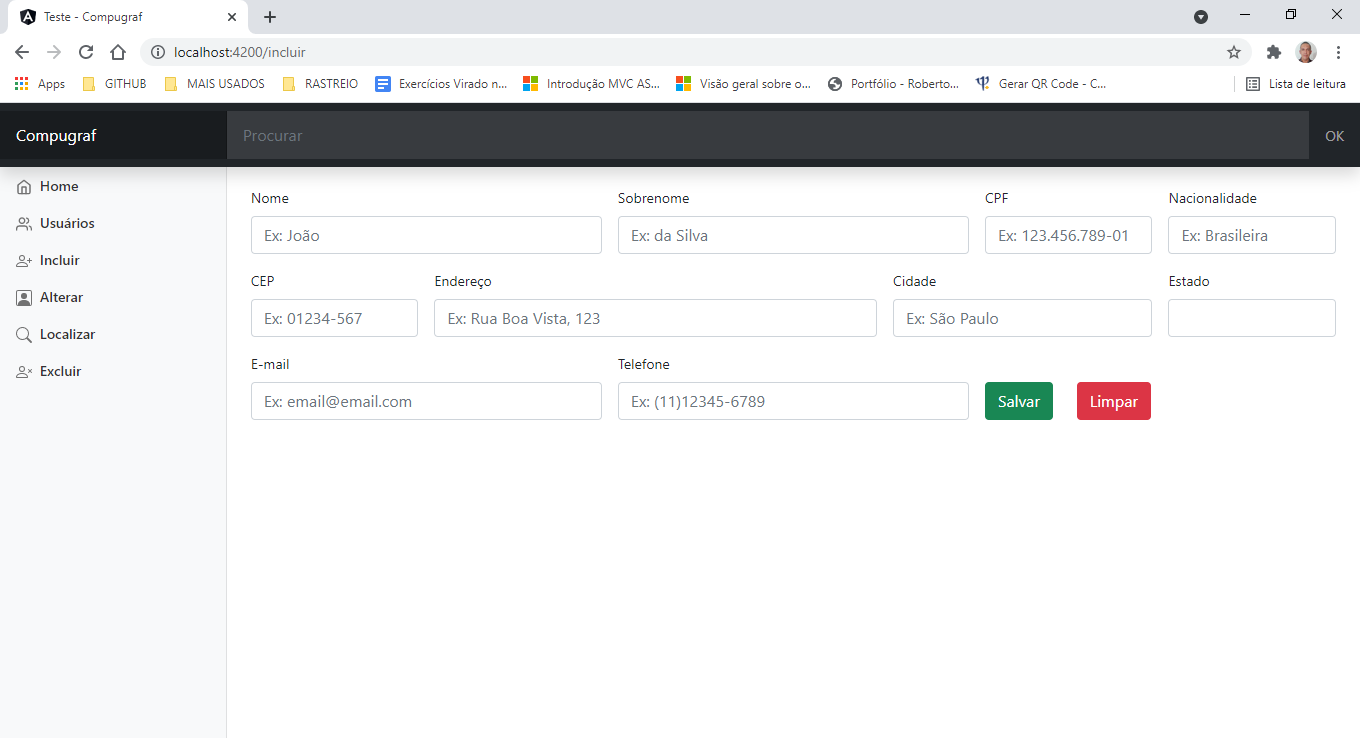 Teste - Compugraf
localhost:4200/incluir
Apps GITHUB MAIS USADOS RASTREIO Exercícios Virado n... Introdução MVC AS... Visão geral sobre o... Portfólio - Roberto... Gerar QR Code - C... Lista de leitura
Compugraf Procurar OK
Home
Usuários
Incluir
Alterar
Localizar
Excluir
Nome Sobrenome CPF Nacionalidade
Ex: João Ex: da Silva Ex: 123.456.789-01 Ex: Brasileira
CEP Endereço Cidade Estado
Ex: 01234-567 Ex: Rua Boa Vista, 123 Ex: São Paulo
E-mail Telefone
Ex: email@email.com Ex: (11)12345-6789 Salvar Limpar